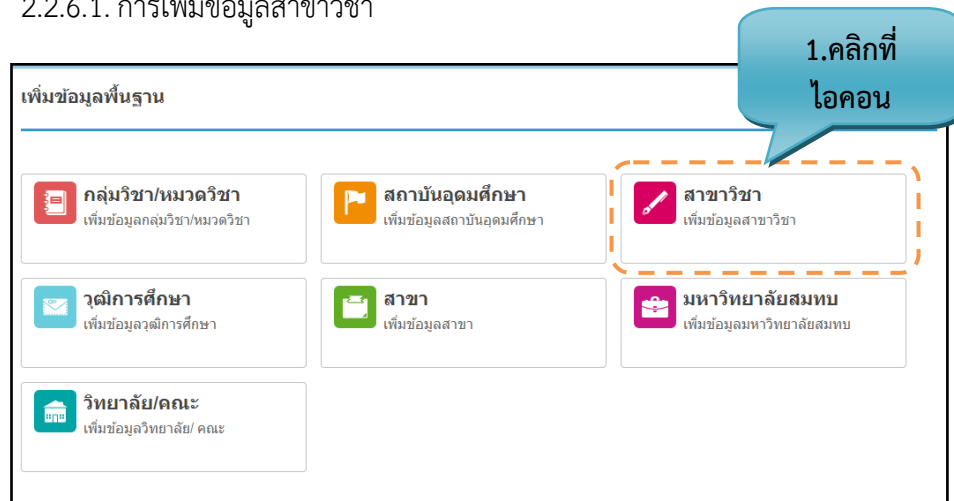 2.2.6.1. การเพิ่มข้อมูลสาขาวิชา
1.คลิกที่
ไอคอน
เพิ่มข้อมูลพื้นฐาน
กลุ่มวิชา/หมวดวิชา
เพิ่มข้อมูลกลุ่มวิชา/หมวดวิชา
สถาบันอุดมศึกษา
เพิ่มข้อมูลสถาบันอุดมศึกษา
สาขาวิชา
เพิ่มข้อมูลสาขาวิชา
วุฒิการศึกษา
เพิ่มข้อมูลวุฒิการศึกษา
สาขา
เพิ่มข้อมูลสาขา
มหาวิทยาลัยสมทบ
เพิ่มข้อมูลมหาวิทยาลัยสมทบ
วิทยาลัย/คณะ
เพิ่มข้อมูลวิทยาลัย/ คณะ